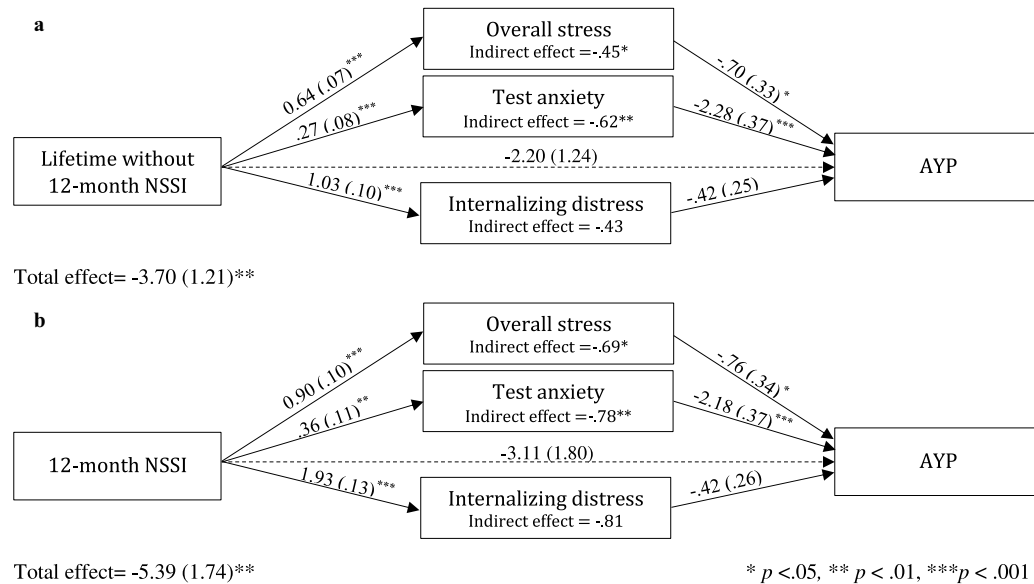 a
Overall stress
Indirect effect =-.45*
0.64 (.07)***
-.70 (.33) *
Test anxiety
Indirect effect = -.62**
.27 (.08)***
-2.28 (.37)***
Lifetime without
12-month NSSI
-2.20 (1.24)
AYP
1.03 (.10)***
Internalizing distress
Indirect effect = -.43
-.42 (.25)
Total effect= -3.70 (1.21)**
b
Overall stress
Indirect effect =-.69*
0.90 (.10)***
-.76 (.34) *
Test anxiety
Indirect effect =-.78**
.36 (.11)**
-2.18 (.37)***
12-month NSSI
-3.11 (1.80)
AYP
1.93 (.13)***
Internalizing distress
Indirect effect = -.81
-.42 (.26)
Total effect= -5.39 (1.74)**
* p <.05, ** p < .01, ***p < .001